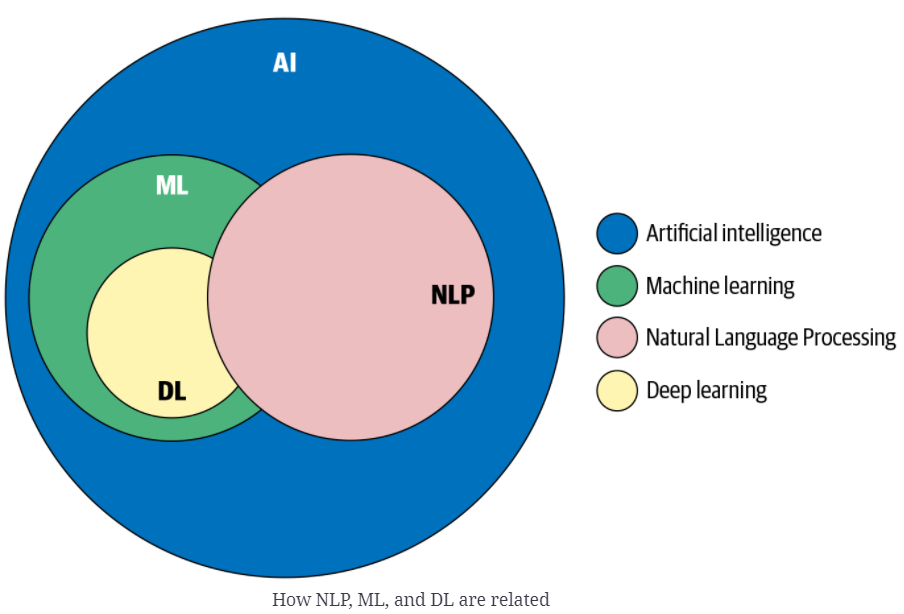 AI
ML
NLP
DL
Artificial intelligence
Machine learning
Natural Language Processing
Deep learning
How NLP, ML, and DL are related